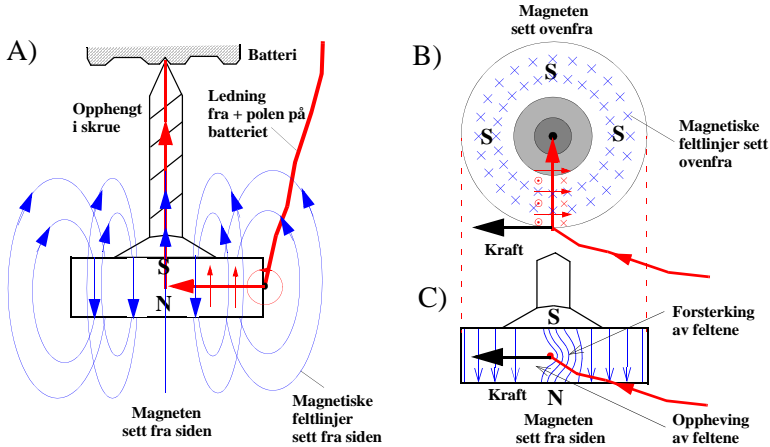 A)
Batteri
Opphengt
i skrue
Ledning
fra + polen på
batteriet
S
N
Magneten
sett fra siden
Magnetiske
feltlinjer
sett fra siden
B)
Magneten
sett ovenfra
S
S
S
Magnetiske
feltlinjer sett
ovenfra
Kraft
C)
S
Forsterking
av feltene
Kraft
N
Magneten
sett fra siden
Oppheving
av feltene